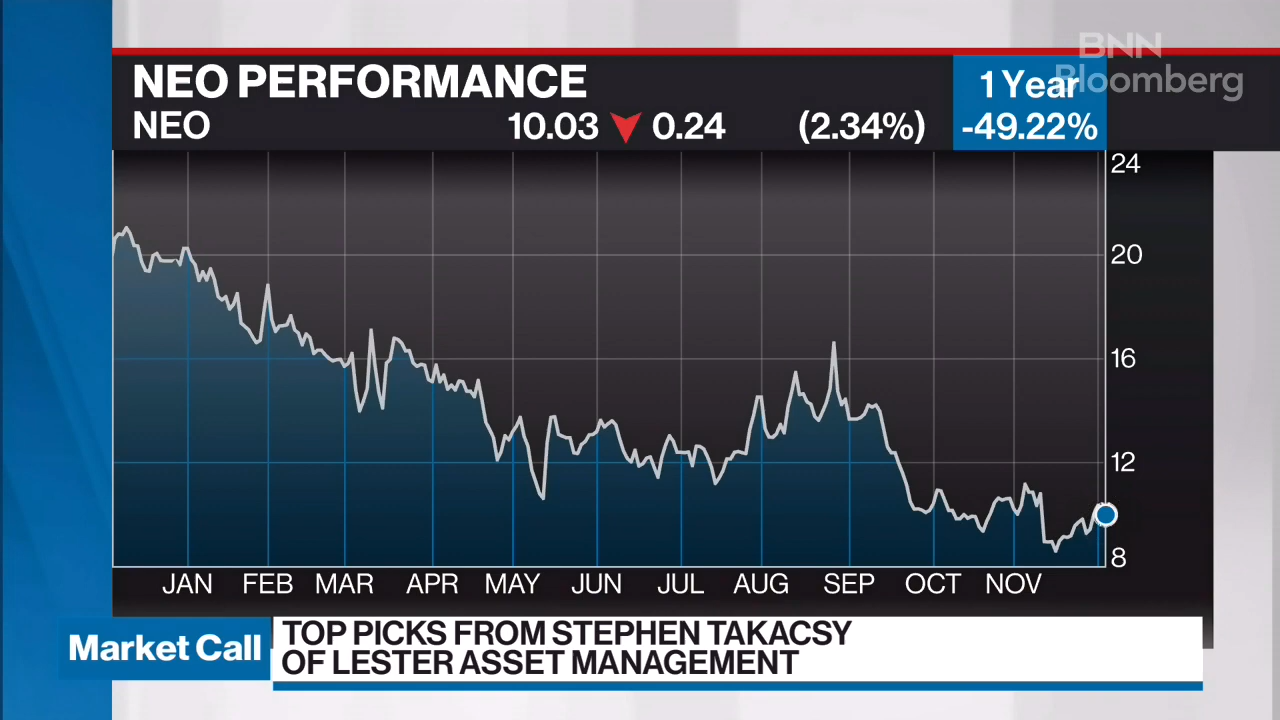 BNN
Bloomberg
NEO PERFORMANCE
NEO 10.03 0.24 (2.34%)
1 Year
-49.22%
24
20
16
12
8
JAN FEB MAR APR MAY JUN JUL AUG SEP OCT NOV
Market Call
TOP PICKS FROM STEPHEN TAKACSY
OF LESTER ASSET MANAGEMENT